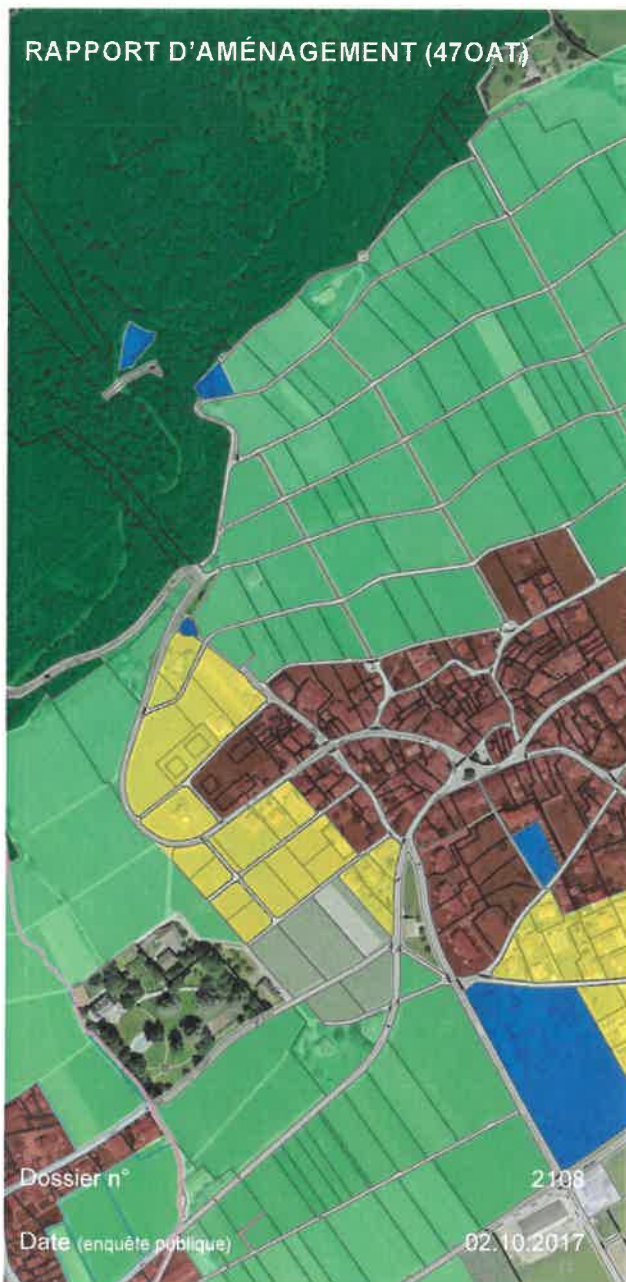 RAPPORT D'AMÉNAGEMENT (47OAT)
Dossier n° 2108
Date (enquête publique) 02.10.2017